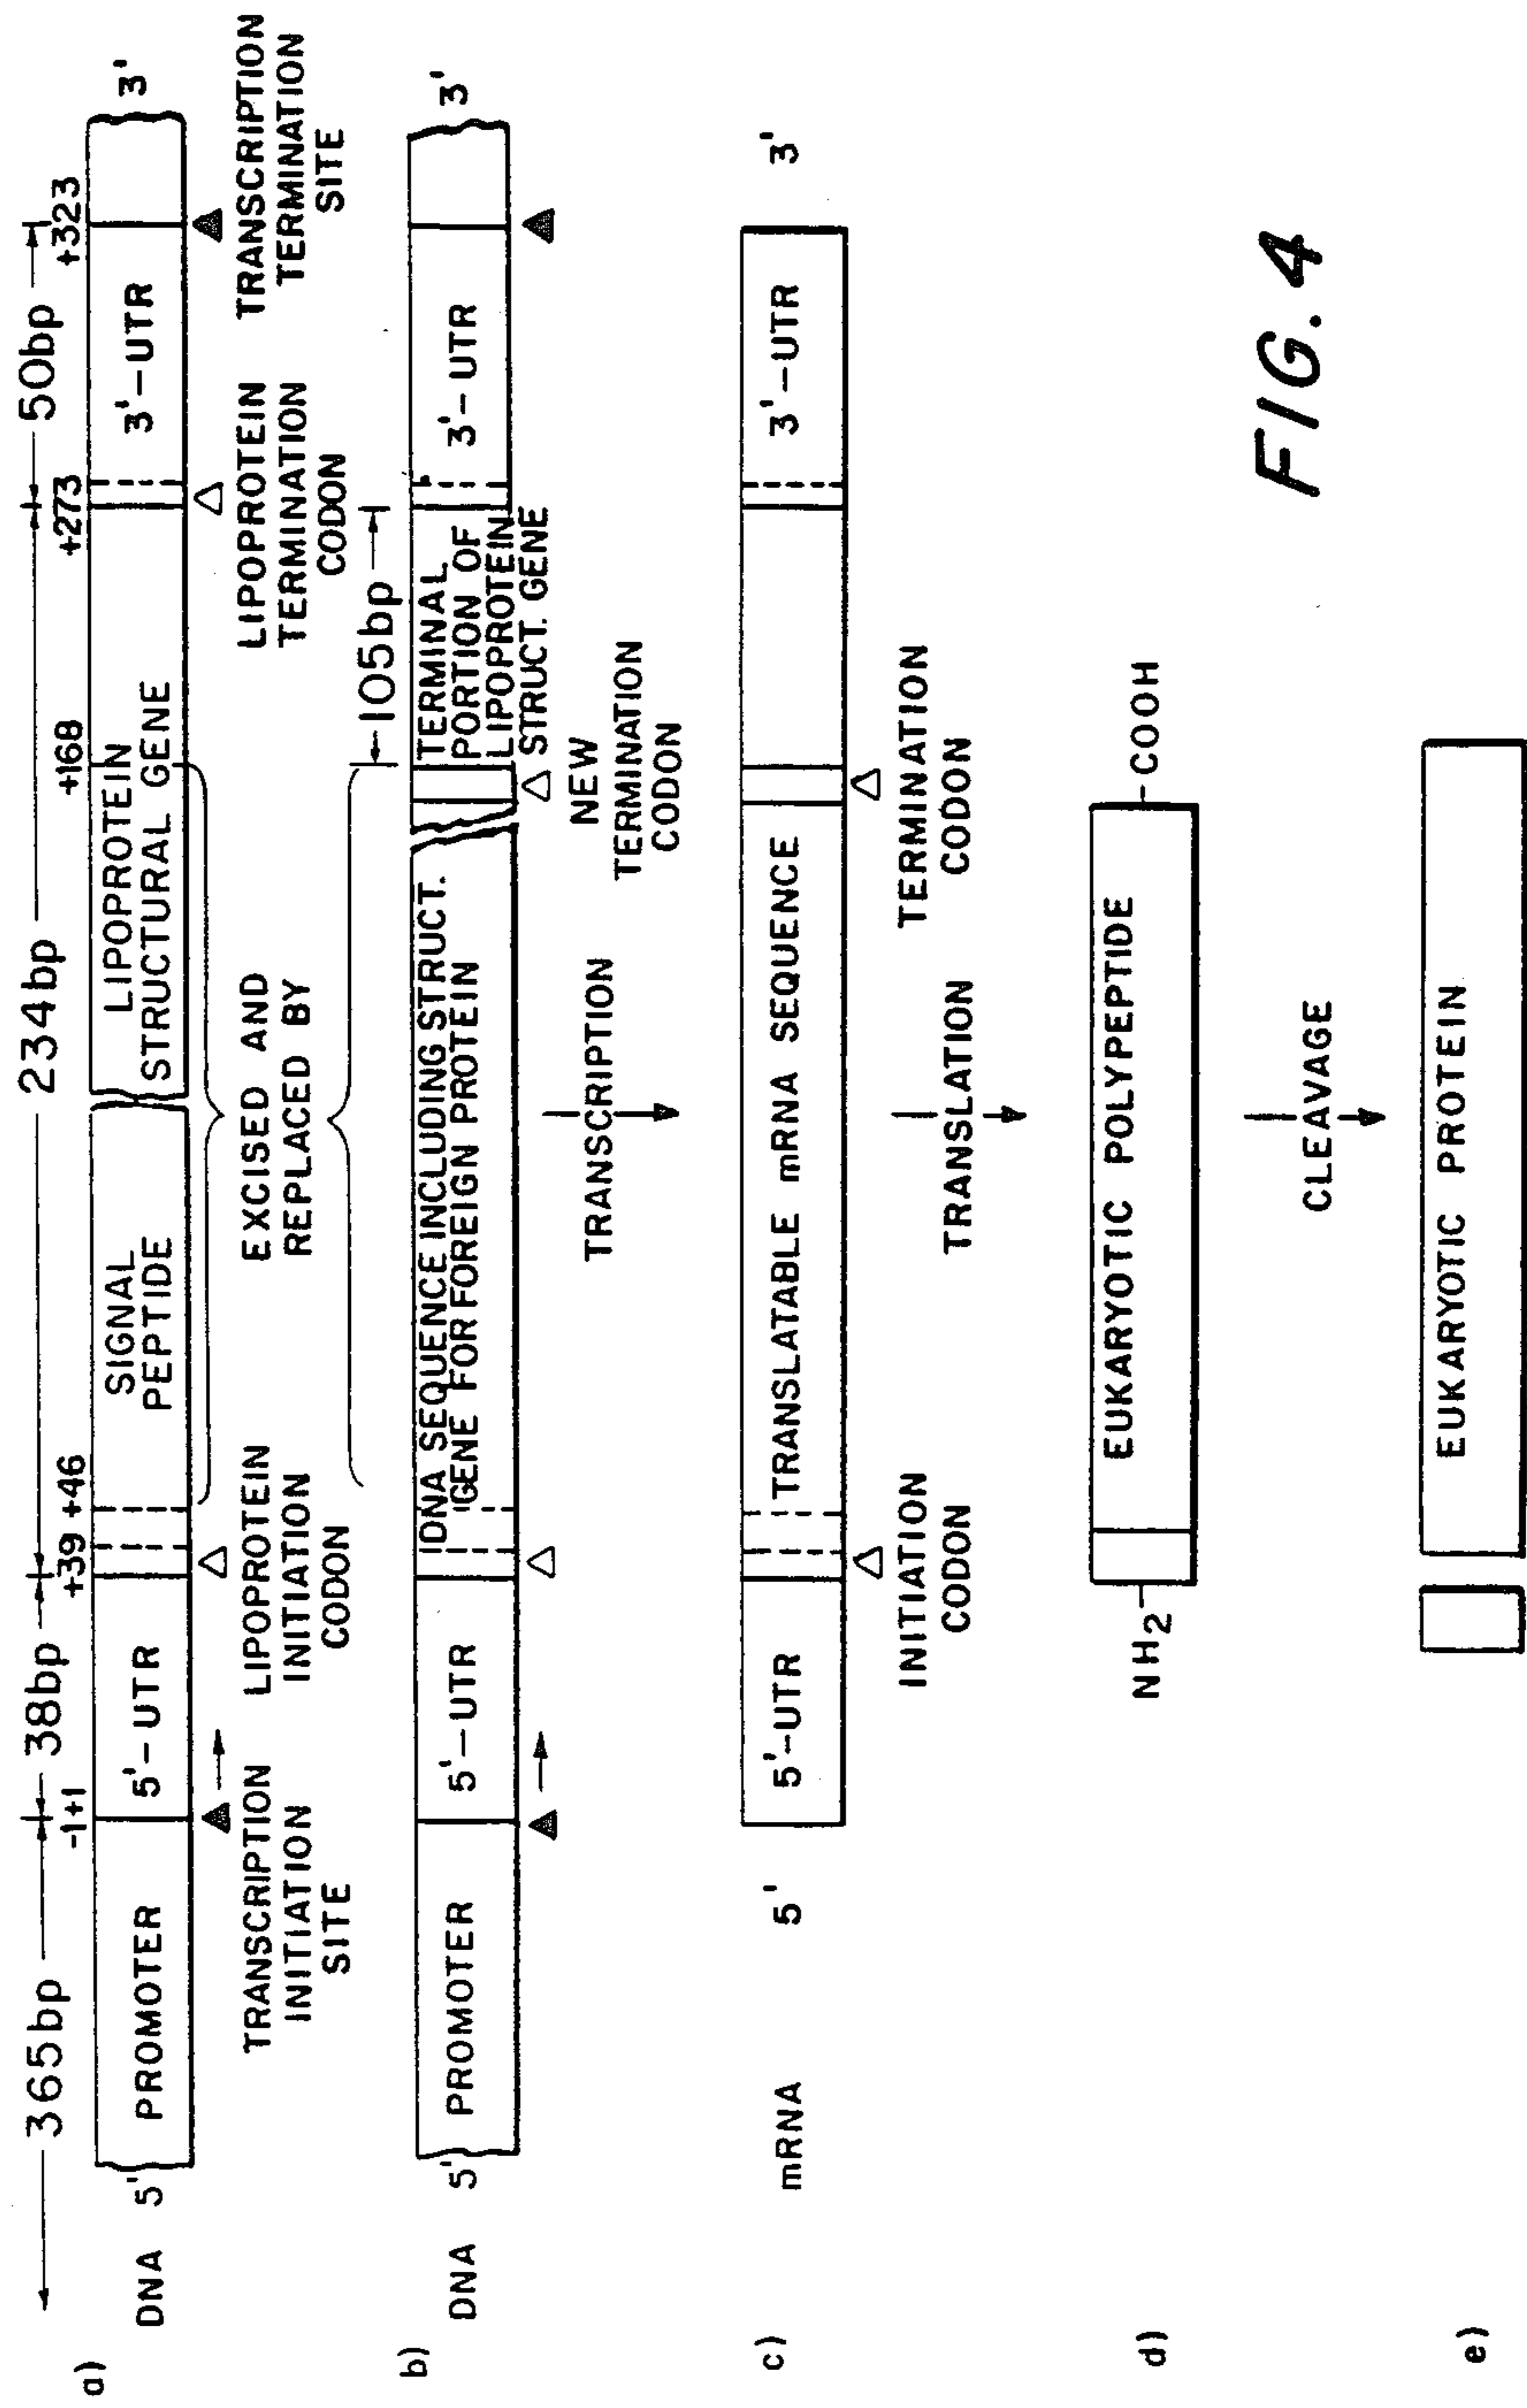 365bp
38bp
234bp
50bp
-1+1
+39 +46
+168
+273
+323
a)
DNA 5'
PROMOTER
5'-UTR
SIGNAL
PEPTIDE
LIPOPROTEIN
STRUCTURAL GENE
3'-UTR
3'
TRANSCRIPTION
INITIATION
SITE
LIPOPROTEIN
INITIATION
CODON
EXCISED AND
REPLACED BY
LIPOPROTEIN
TERMINATION
CODON
TRANSCRIPTION
TERMINATION
SITE
105bp
b)
DNA 5'
PROMOTER
5'-UTR
DNA SEQUENCE INCLUDING STRUCT.
GENE FOR FOREIGN PROTEIN
TERMINAL
PORTION OF
LIPOPROTEIN
STRUCT. GENE
3'-UTR
3'
TRANSCRIPTION
NEW
TERMINATION
CODON
c)
mRNA
5'
5'-UTR
TRANSLATABLE mRNA SEQUENCE
3'-UTR
3'
INITIATION
CODON
TRANSLATION
TERMINATION
CODON
d)
NH2
EUKARYOTIC POLYPEPTIDE
COOH
CLEAVAGE
FIG. 4
e)
EUKARYOTIC PROTEIN